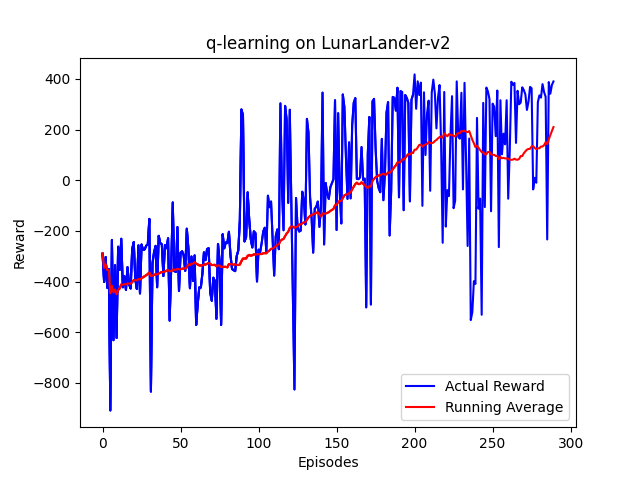 q-learning on LunarLander-v2
Reward
400
200
0
−200
−400
−600
−800
0
50
100
150
200
250
300
Episodes
Actual Reward
Running Average